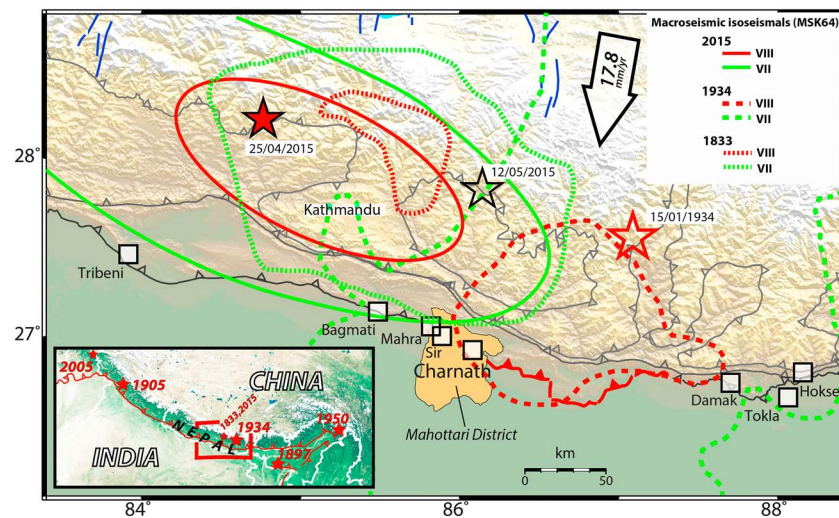 Macroseismic isoseismals (MSK64)
2015
VIII
VII
1934
VIII
VII
1833
VIII
VII
17.8
mm/yr
28
27
25/04/2015
12/05/2015
15/01/1934
Kathmandu
Tribeni
Bagmati
Mahra
Sir
Charnath
Mahottari District
Damak
Tokla
Hokse
2005
1905
CHINA
1833,2015
NEPAL
1934
1950
INDIA
1897
km
0
50
84
86
88